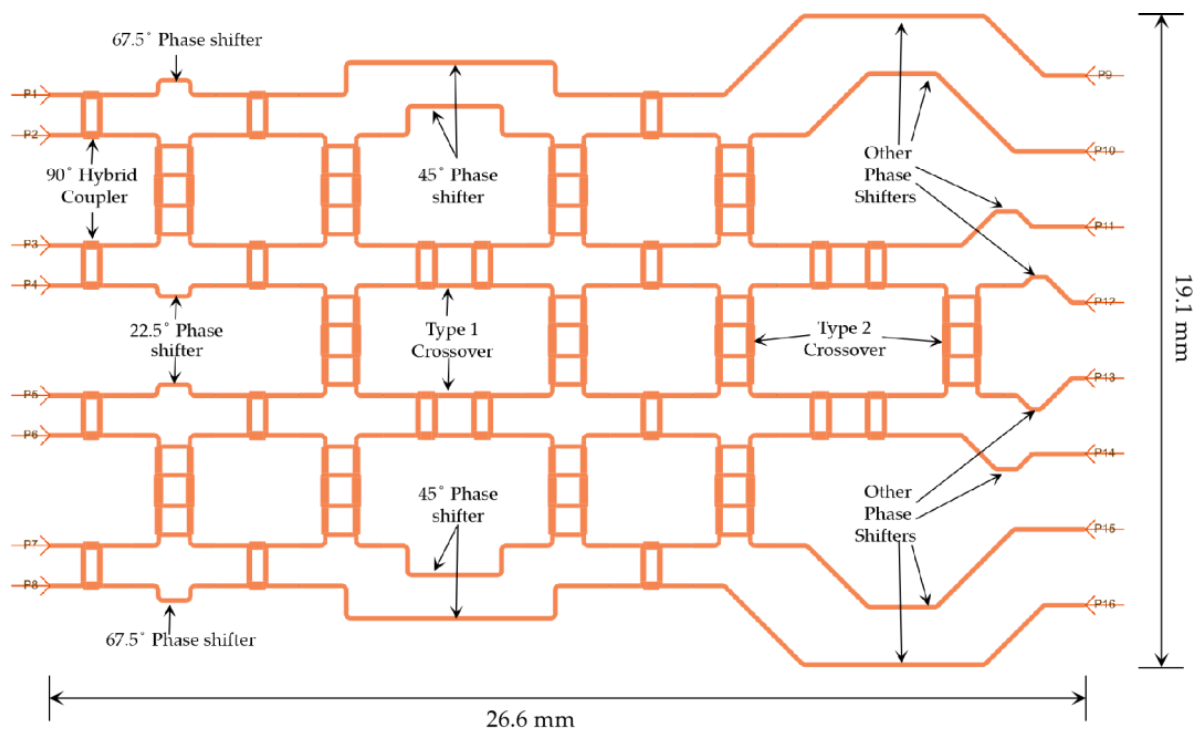 67.5˚ Phase shifter
P1
P9
P2
P10
90˚ Hybrid
Coupler
45˚ Phase
shifter
Other
Phase
Shifters
P3
P11
P4
P12
22.5˚ Phase
shifter
Type 1
Crossover
Type 2
Crossover
19.1 mm
P5
P13
P6
P14
45˚ Phase
shifter
Other
Phase
Shifters
P7
P15
P8
P16
67.5˚ Phase shifter
26.6 mm